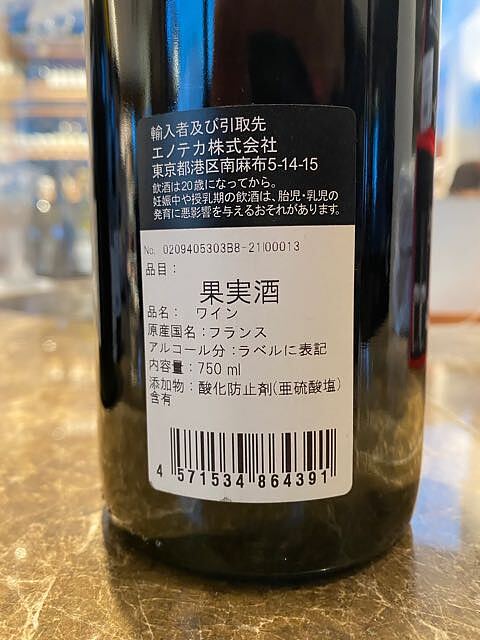 輸入者及び引取先
エノテカ株式会社
東京都港区南麻布5-14-15
飲酒は20歳になってから。
妊娠中や授乳期の飲酒は、胎児・乳児の
発育に悪影響を与えるおそれがあります。
No. 0209405303B8-21I00013
品目：
果実酒
品名： ワイン
原産国名：フランス
アルコール分：ラベルに表記
内容量：750 ml
添加物：酸化防止剤(亜硫酸塩)
含有
4 571534 864391